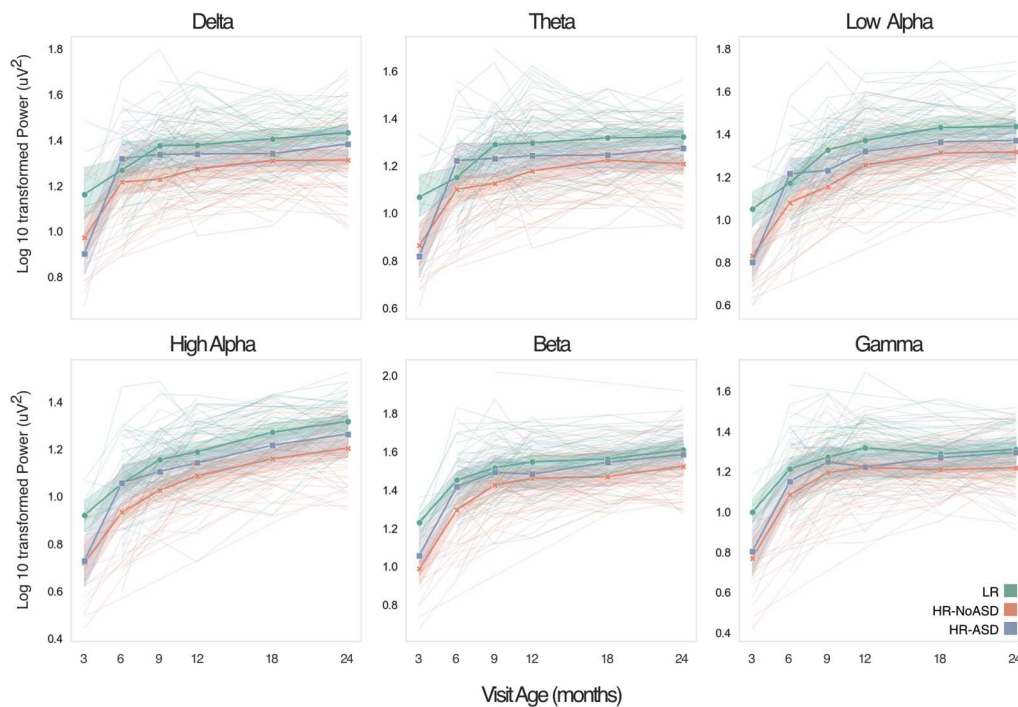 Delta
Theta
Low Alpha
Log 10 transformed Power (uV²)
1.8
1.6
1.4
1.2
1.0
0.8
1.6
1.4
1.2
1.0
0.8
0.6
1.8
1.6
1.4
1.2
1.0
0.8
0.6
High Alpha
Beta
Gamma
Log 10 transformed Power (uV²)
1.4
1.2
1.0
0.8
0.6
0.4
2.0
1.8
1.6
1.4
1.2
1.0
0.8
1.6
1.4
1.2
1.0
0.8
0.6
0.4
LR
HR-NoASD
HR-ASD
3 6 9 12 18 24
3 6 9 12 18 24
3 6 9 12 18 24
Visit Age (months)